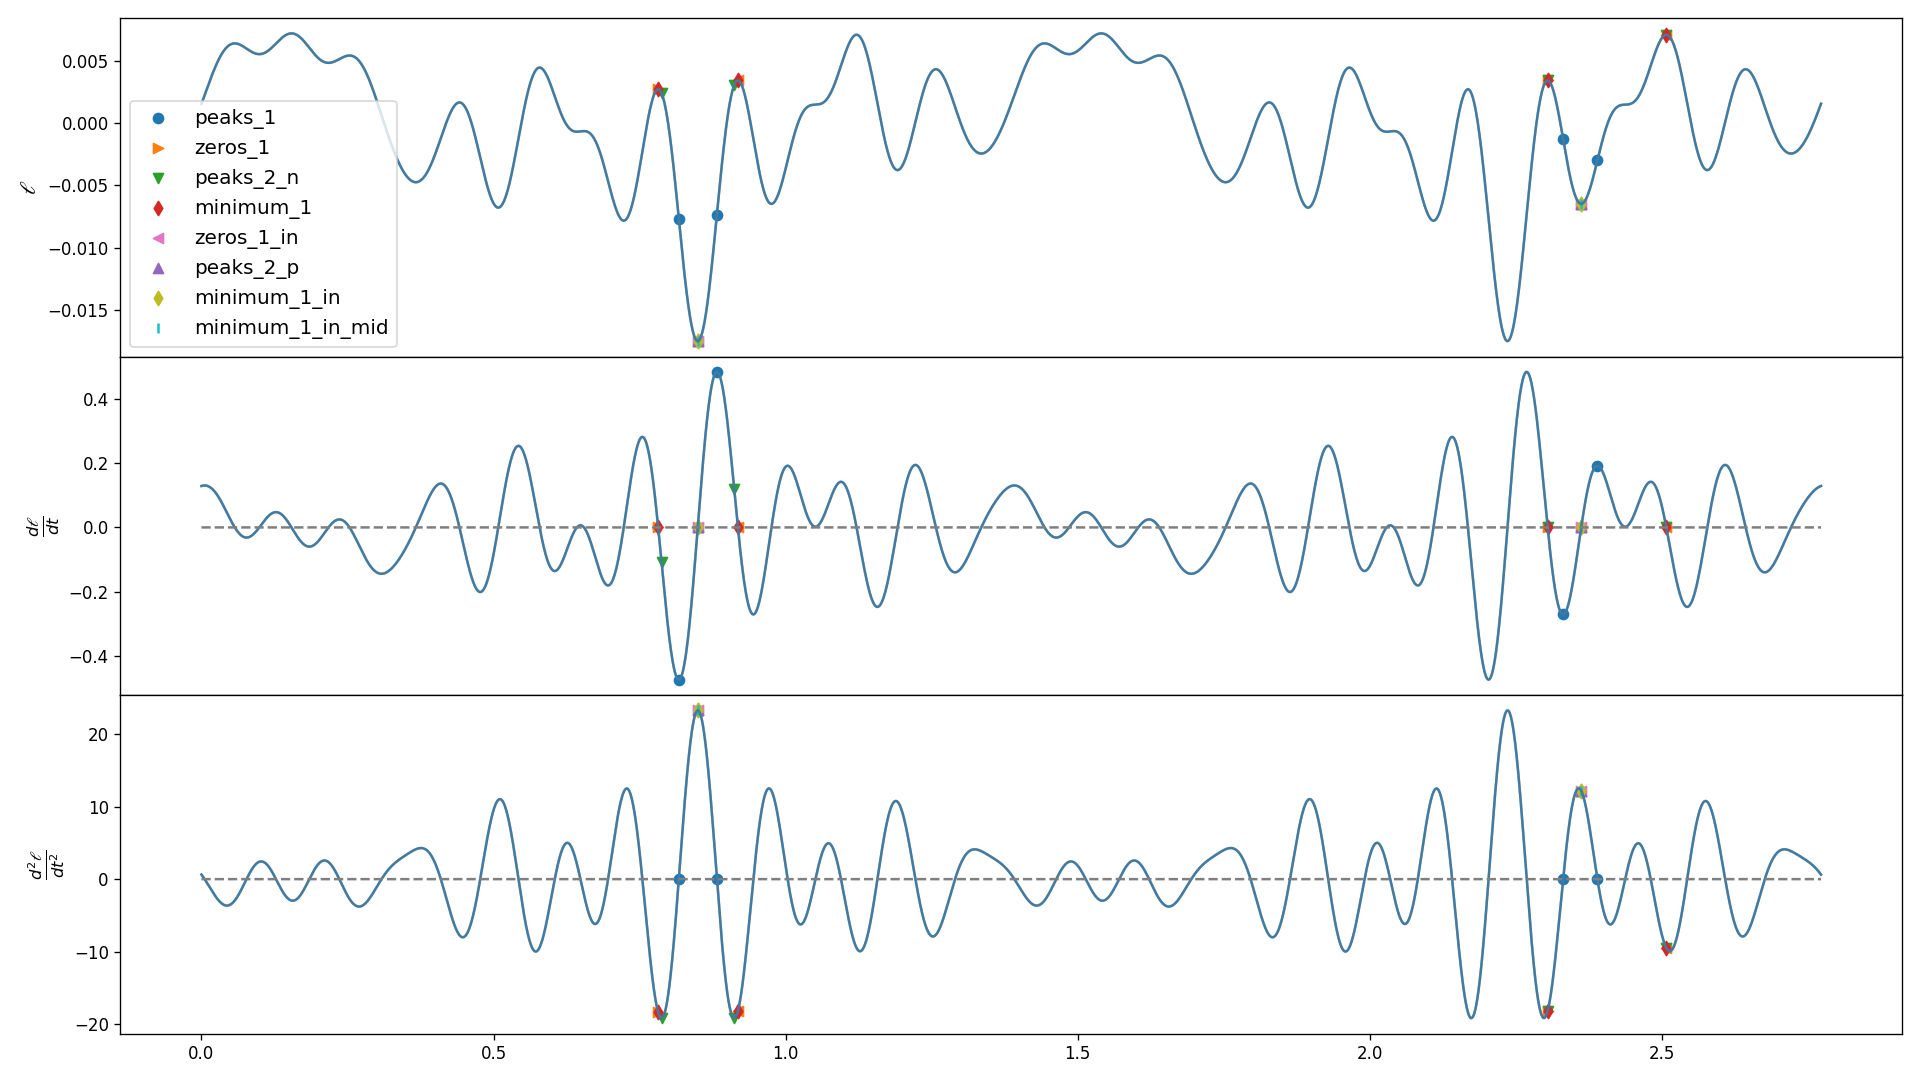 0.005
0.000
−0.005
−0.010
−0.015
ℓ
peaks_1
zeros_1
peaks_2_n
minimum_1
zeros_1_in
peaks_2_p
minimum_1_in
minimum_1_in_mid
0.4
0.2
0.0
−0.2
−0.4
dℓ/dt
20
10
0
−10
−20
d²ℓ/dt²
0.0 0.5 1.0 1.5 2.0 2.5